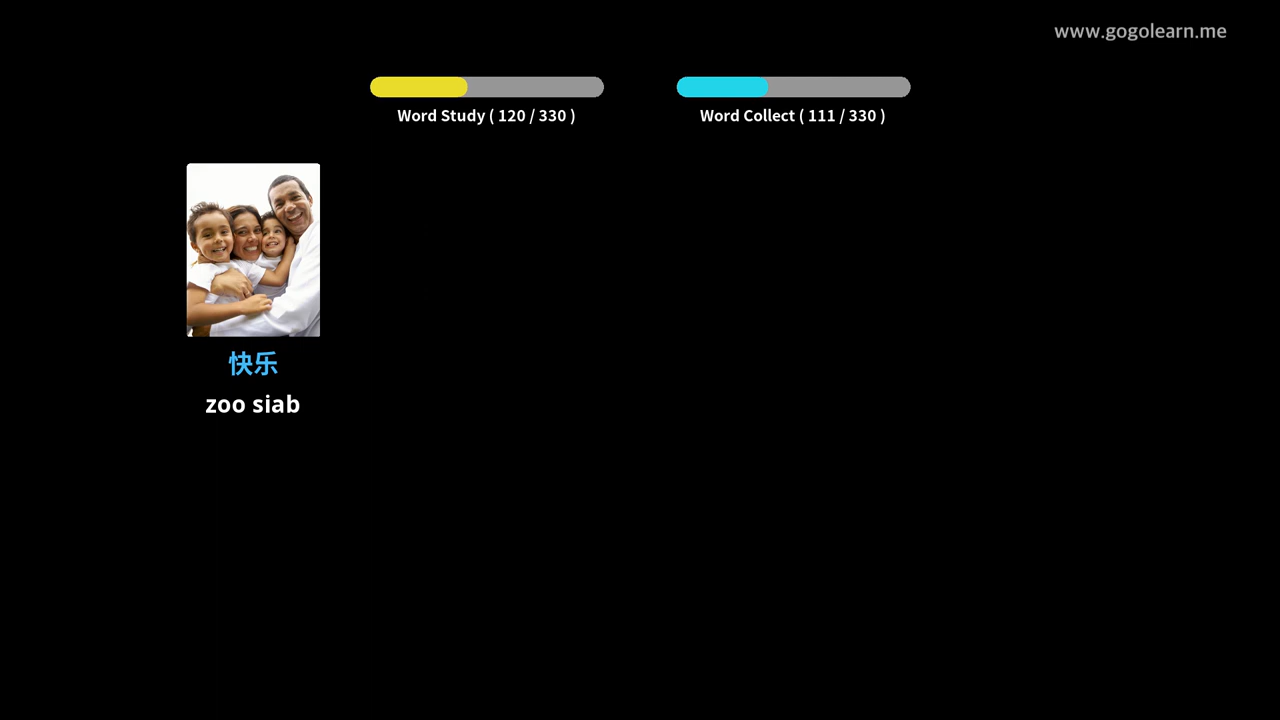 www.gogolearn.me
Word Study ( 120 / 330 )
Word Collect ( 111 / 330 )
快乐
zoo siab